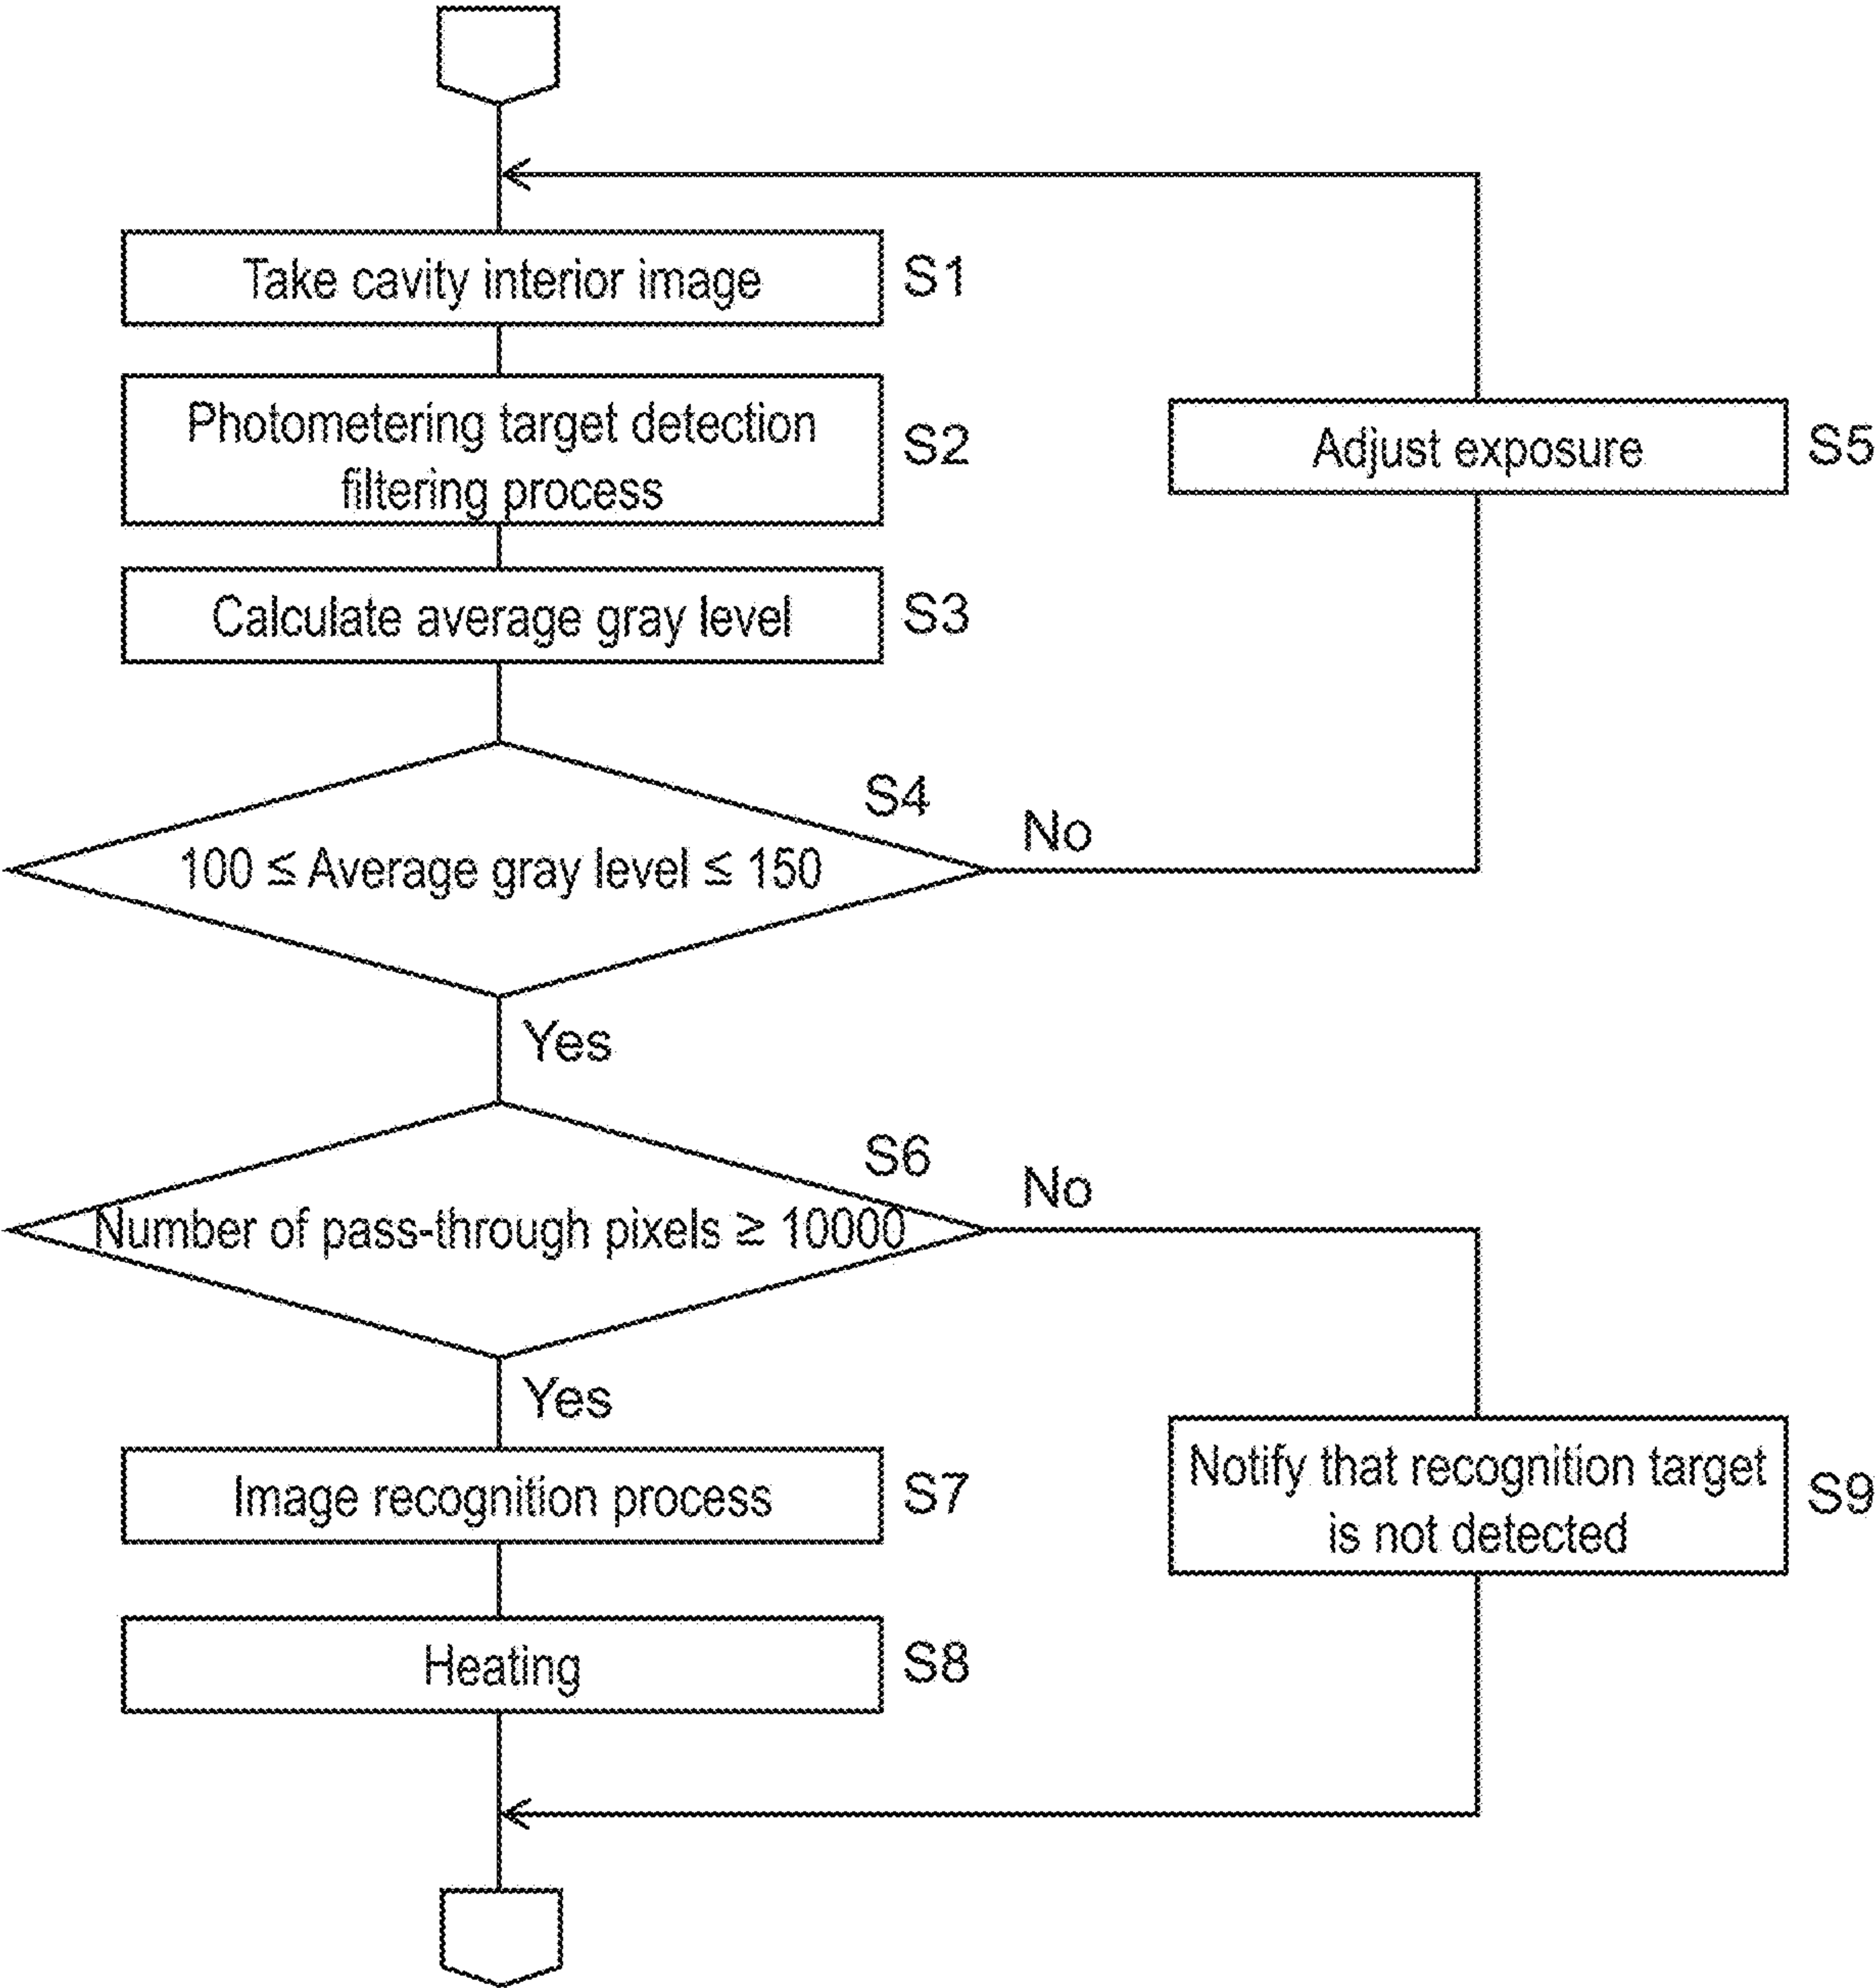 Take cavity interior image
S1
Photometering target detection
filtering process
S2
Adjust exposure
S5
Calculate average gray level
S3
S4
No
100 ≦ Average gray level ≦ 150
Yes
S6
No
Number of pass-through pixels ≥ 10000
Yes
Image recognition process
S7
Notify that recognition target
is not detected
S9
Heating
S8